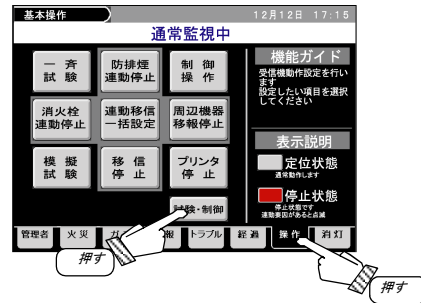 基本操作
12月12日 17:15
通常監視中
一斉
試験
防排煙
連動停止
制御
操作
消火栓
連動停止
連動移信
一括設定
周辺機器
移報停止
模擬
試験
移信
停止
プリンタ
停止
試験・制御
機能ガイド
受信機動作設定を行い
ます
設定したい項目を選択
してください
表示説明
定位状態
通常動作します
停止状態
停止状態です
連動要因があると点滅
管理者
火災
ガ
報
トラブル
経過
操作
消灯
押す
押す